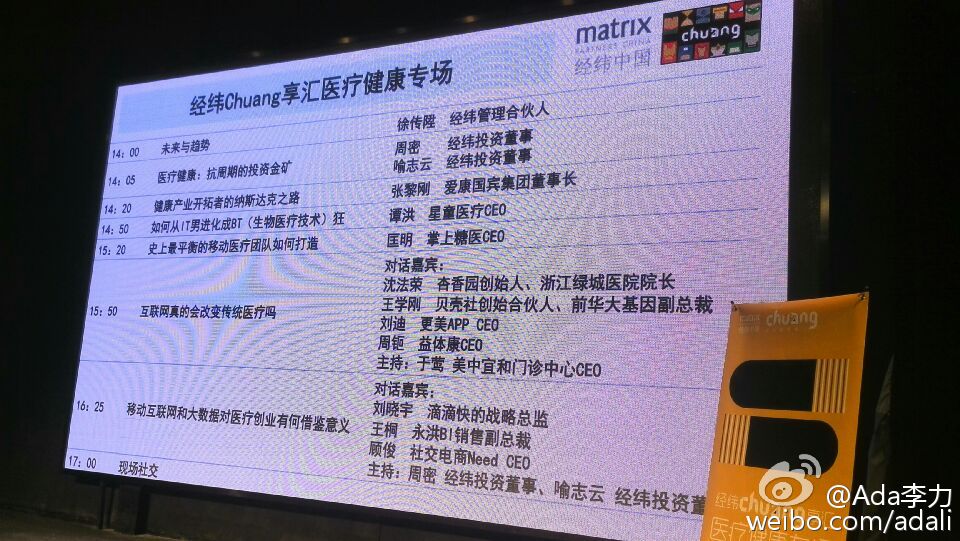 matrix
PARTNERS CHINA
经纬中国
chuang
经纬Chuang享汇医疗健康专场
14：00 未来与趋势 徐传陞 经纬管理合伙人
14：05 医疗健康：抗周期的投资金矿 周密 经纬投资董事
喻志云 经纬投资董事
14：20 健康产业开拓者的纳斯达克之路 张黎刚 爱康国宾集团董事长
14：50 如何从IT男进化成BT（生物医疗技术）狂 谭洪 星童医疗CEO
15：20 史上最平衡的移动医疗团队如何打造 匡明 掌上糖医CEO
15：50 互联网真的会改变传统医疗吗
对话嘉宾：
沈法荣 杏香园创始人、浙江绿城医院院长
王学刚 贝壳社创始合伙人、前华大基因副总裁
刘迪 更美APP CEO
周钷 益体康CEO
主持：于莺 美中宜和门诊中心CEO
16：25 移动互联网和大数据对医疗创业有何借鉴意义
对话嘉宾：
刘晓宇 滴滴快的战略总监
王桐 永洪BI销售副总裁
顾俊 社交电商Need CEO
主持：周密 经纬投资董事、喻志云 经纬投资董
17：00 现场社交
matrix
chuang
经纬chuang享汇
医疗健康专场
@Ada李力
weibo.com/adali